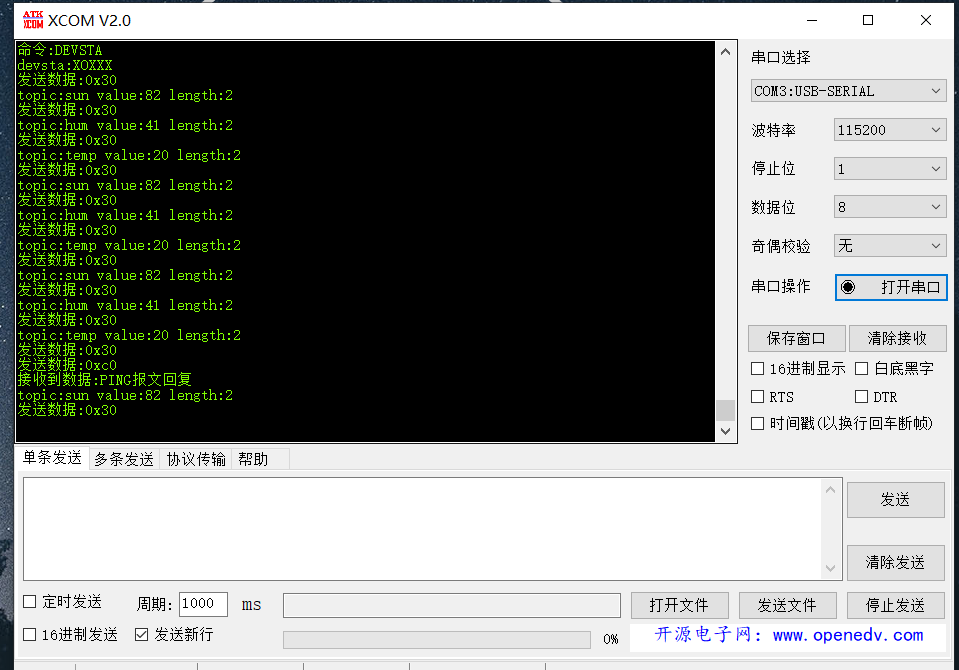 ATK
XCOM
XCOM V2.0
命令:DEVSTA
devsta:XOXXX
发送数据:0x30
topic:sun value:82 length:2
发送数据:0x30
topic:hum value:41 length:2
发送数据:0x30
topic:temp value:20 length:2
发送数据:0x30
topic:sun value:82 length:2
发送数据:0x30
topic:hum value:41 length:2
发送数据:0x30
topic:temp value:20 length:2
发送数据:0x30
topic:sun value:82 length:2
发送数据:0x30
topic:hum value:41 length:2
发送数据:0x30
topic:temp value:20 length:2
发送数据:0x30
发送数据:0xc0
接收到数据:PING报文回复
topic:sun value:82 length:2
发送数据:0x30
串口选择
COM3:USB-SERIAL
波特率 115200
停止位 1
数据位 8
奇偶校验 无
串口操作 打开串口
保存窗口 清除接收
16进制显示 白底黑字
RTS DTR
时间戳(以换行回车断帧)
单条发送 多条发送 协议传输 帮助
发送
清除发送
定时发送 周期: 1000 ms 打开文件 发送文件 停止发送
16进制发送 发送新行 0% 开源电子网：www.openedv.com